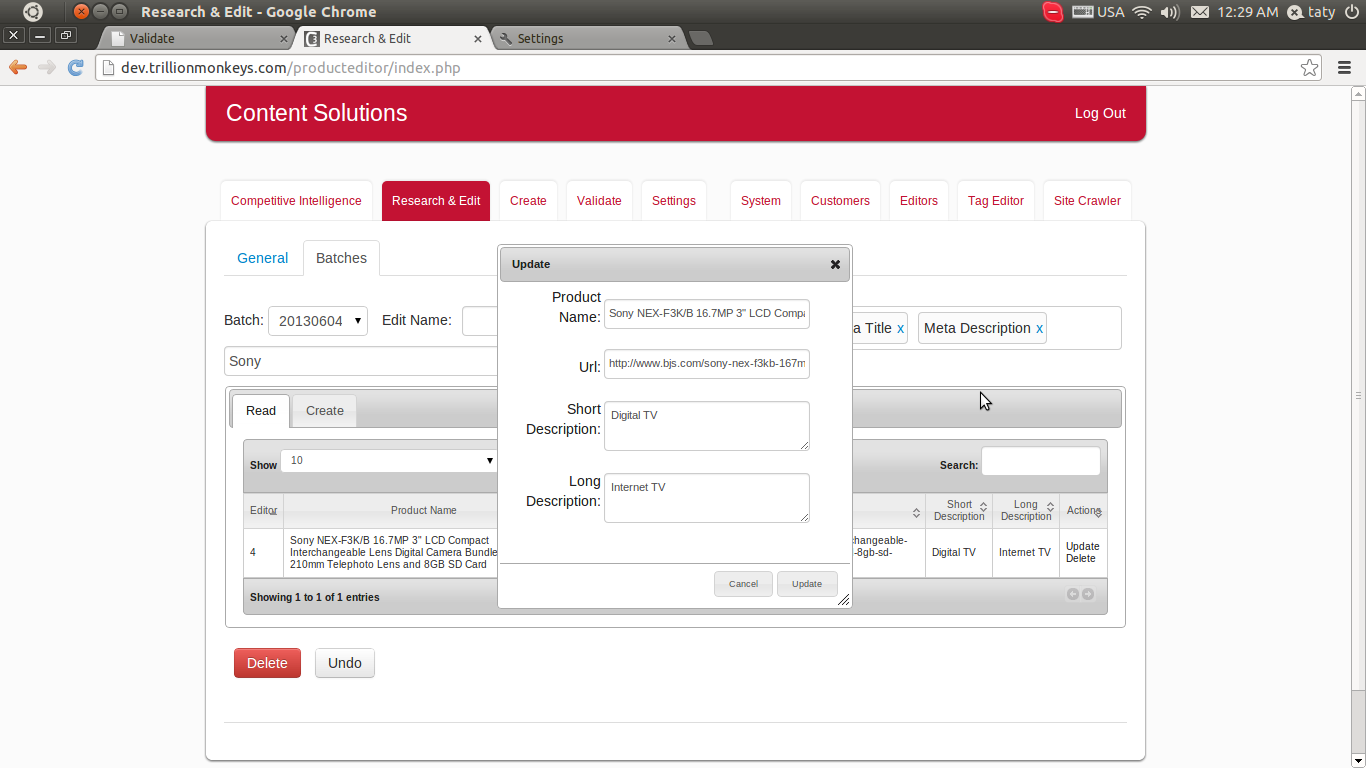 Research & Edit - Google Chrome
USA
12:29 AM
taty
Validate
Research & Edit
Settings
dev.trillionmonkeys.com/producteditor/index.php
Content Solutions
Log Out
Competitive Intelligence
Research & Edit
Create
Validate
Settings
System
Customers
Editors
Tag Editor
Site Crawler
General
Batches
Batch:
20130604
Edit Name:
a Title x
Meta Description x
Sony
Read
Create
Show
10
Search:
Editor
Product Name
Short
Description
Long
Description
Actions
4
Sony NEX-F3K/B 16.7MP 3" LCD Compact
Interchangeable Lens Digital Camera Bundle
210mm Telephoto Lens and 8GB SD Card
changeable-
-8gb-sd-
Digital TV
Internet TV
Update
Delete
Showing 1 to 1 of 1 entries
Delete
Undo
Update
Product
Name:
Sony NEX-F3K/B 16.7MP 3" LCD Compa
Url:
http://www.bjs.com/sony-nex-f3kb-167m
Short
Description:
Digital TV
Long
Description:
Internet TV
Cancel
Update